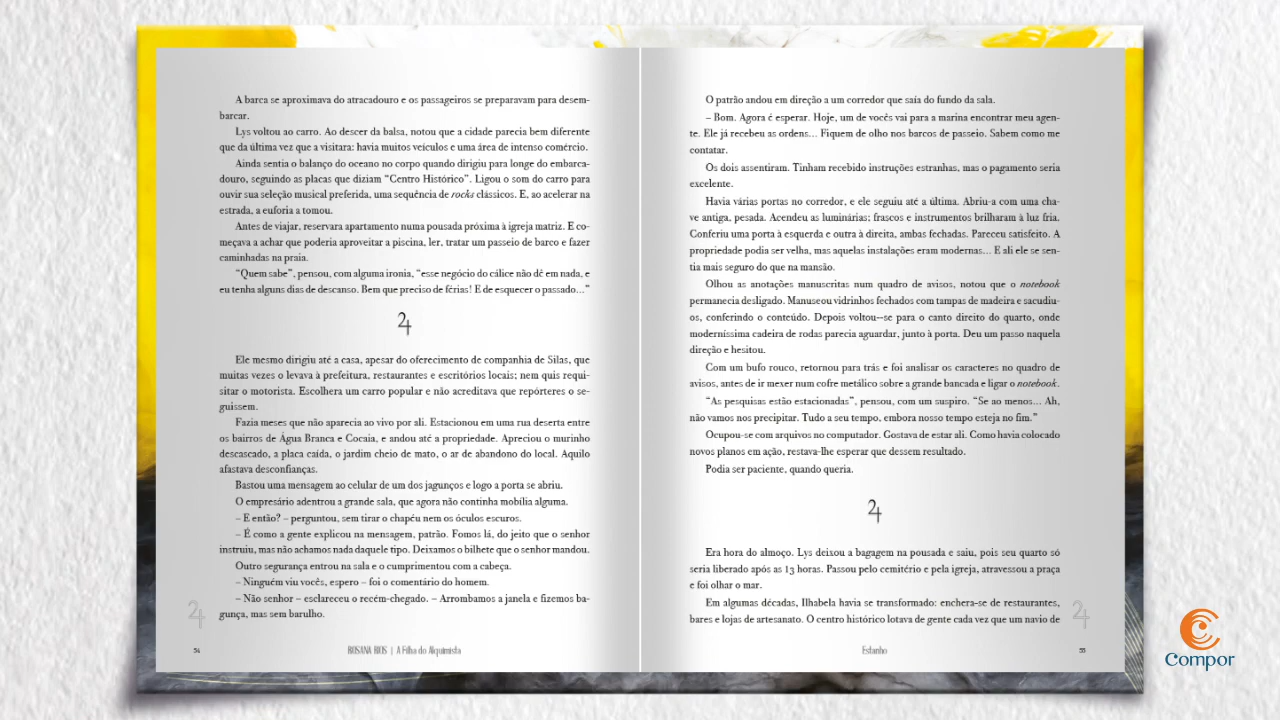 A barca se aproximava do atracadouro e os passageiros se preparavam para desem-
barcar.
Lys voltou ao carro. Ao descer da balsa, notou que a cidade parecia bem diferente
que da última vez que a visitara: havia muitos veículos e uma área de intenso comércio.
Ainda sentia o balanço do oceano no corpo quando dirigiu para longe do embarca-
douro, seguindo as placas que diziam “Centro Histórico”. Ligou o som do carro para
ouvir sua seleção musical preferida, uma sequência de rocks clássicos. E, ao acelerar na
estrada, a euforia a tomou.
Antes de viajar, reservara apartamento numa pousada próxima à igreja matriz. E co-
meçava a achar que poderia aproveitar a piscina, ler, tratar um passeio de barco e fazer
caminhadas na praia.
“Quem sabe”, pensou, com alguma ironia, “esse negócio do cálice não dê em nada, e
eu tenha alguns dias de descanso. Bem que preciso de férias! E de esquecer o passado...”
Ele mesmo dirigiu até a casa, apesar do oferecimento de companhia de Silas, que
muitas vezes o levava à prefeitura, restaurantes e escritórios locais; nem quis requi-
sitar o motorista. Escolhera um carro popular e não acreditava que repórteres o se-
guissem.
Fazia meses que não aparecia ao vivo por ali. Estacionou em uma rua deserta entre
os bairros de Água Branca e Cocaia, e andou até a propriedade. Apreciou o murinho
descascado, a placa caída, o jardim cheio de mato, o ar de abandono do local. Aquilo
afastava desconfianças.
Bastou uma mensagem ao celular de um dos jagunços e logo a porta se abriu.
O empresário adentrou a grande sala, que agora não continha mobília alguma.
– E então? – perguntou, sem tirar o chapéu nem os óculos escuros.
– É como a gente explicou na mensagem, patrão. Fomos lá, do jeito que o senhor
instruiu, mas não achamos nada daquele tipo. Deixamos o bilhete que o senhor mandou.
Outro segurança entrou na sala e o cumprimentou com a cabeça.
– Ninguém viu vocês, espero – foi o comentário do homem.
– Não senhor – esclareceu o recém-chegado. – Arrombamos a janela e fizemos ba-
gunça, mas sem barulho.
54
ROSANA RIOS | A Filha do Alquimista
O patrão andou em direção a um corredor que saía do fundo da sala.
– Bom. Agora é esperar. Hoje, um de vocês vai para a marina encontrar meu agen-
te. Ele já recebeu as ordens... Fiquem de olho nos barcos de passeio. Sabem como me
contatar.
Os dois assentiram. Tinham recebido instruções estranhas, mas o pagamento seria
excelente.
Havia várias portas no corredor, e ele seguiu até a última. Abriu-a com uma cha-
ve antiga, pesada. Acendeu as luminárias; frascos e instrumentos brilharam à luz fria.
Conferiu uma porta à esquerda e outra à direita, ambas fechadas. Pareceu satisfeito. A
propriedade podia ser velha, mas aquelas instalações eram modernas... E ali ele se sen-
tia mais seguro do que na mansão.
Olhou as anotações manuscritas num quadro de avisos, notou que o notebook
permanecia desligado. Manuseou vidrinhos fechados com tampas de madeira e sacudiu-
os, conferindo o conteúdo. Depois voltou--se para o canto direito do quarto, onde
moderníssima cadeira de rodas parecia aguardar, junto à porta. Deu um passo naquela
direção e hesitou.
Com um bufo rouco, retornou para trás e foi analisar os caracteres no quadro de
avisos, antes de ir mexer num cofre metálico sobre a grande bancada e ligar o notebook.
“As pesquisas estão estacionadas”, pensou, com um suspiro. “Se ao menos... Ah,
não vamos nos precipitar. Tudo a seu tempo, embora nosso tempo esteja no fim.”
Ocupou-se com arquivos no computador. Gostava de estar ali. Como havia colocado
novos planos em ação, restava-lhe esperar que dessem resultado.
Podia ser paciente, quando queria.
Era hora do almoço. Lys deixou a bagagem na pousada e saiu, pois seu quarto só
seria liberado após as 13 horas. Passou pelo cemitério e pela igreja, atravessou a praça
e foi olhar o mar.
Em algumas décadas, Ilhabela havia se transformado: enchera-se de restaurantes,
bares e lojas de artesanato. O centro histórico lotava de gente cada vez que um navio de
Estanho
55
Compor